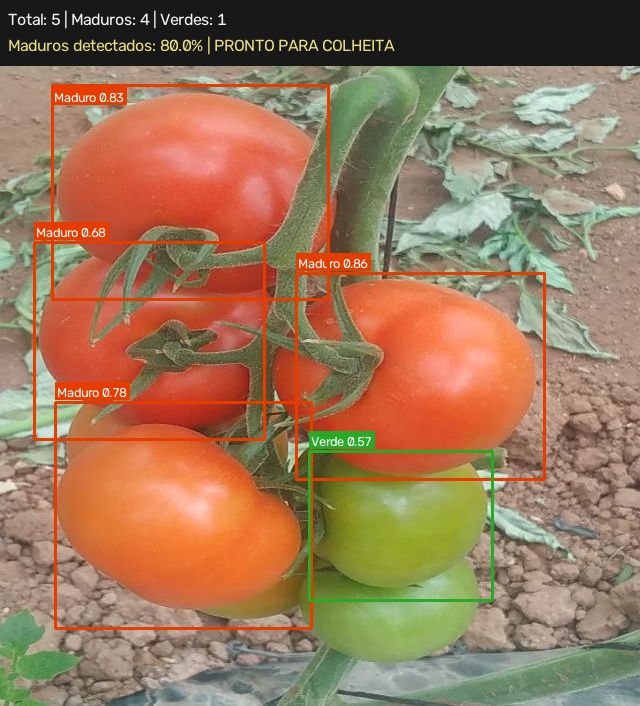 Total: 5 | Maduros: 4 | Verdes: 1
Maduros detectados: 80.0% | PRONTO PARA COLHEITA
Maduro 0.83
Maduro 0.68
Maduro 0.86
Maduro 0.78
Verde 0.57